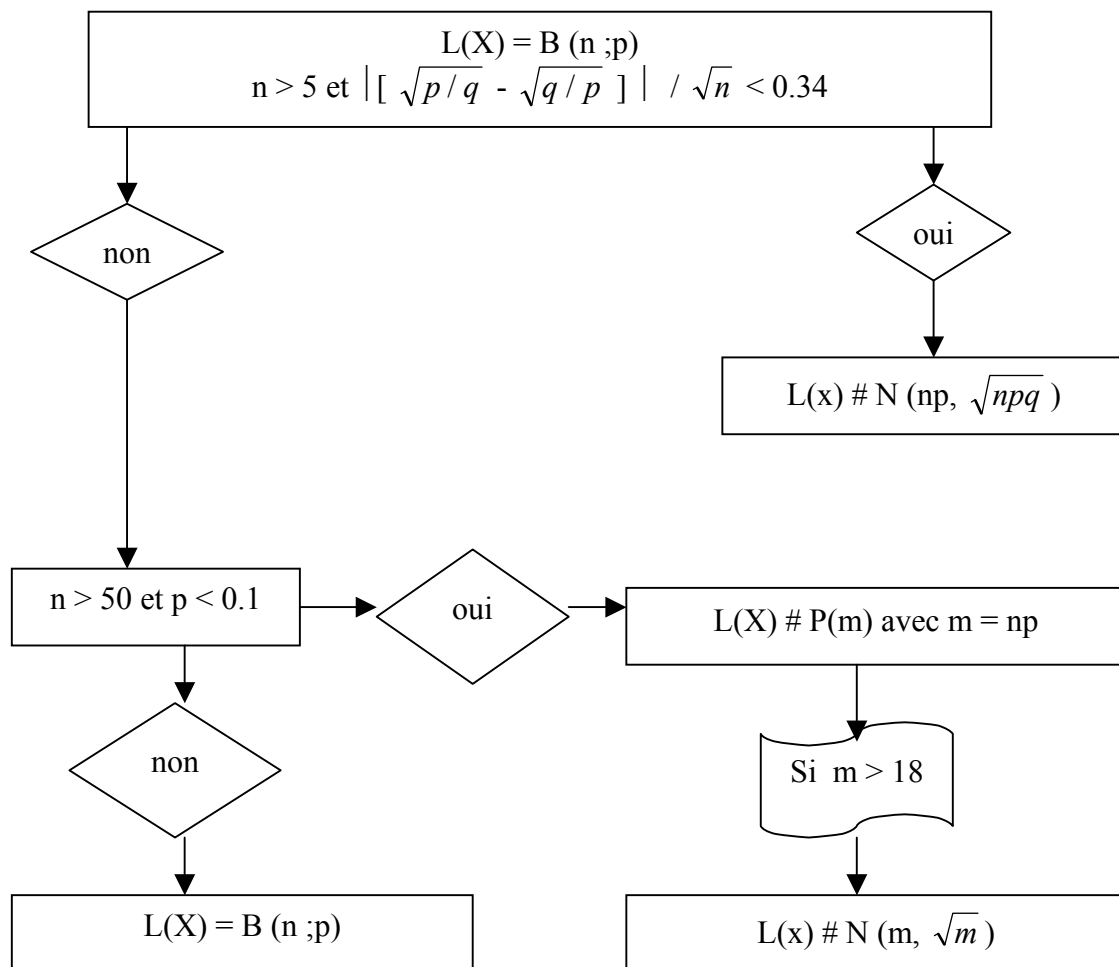 L(X) = B (n ;p)
n > 5 et | [ √p / q - √q / p ] | / √n < 0.34
non
oui
L(x) # N (np, √npq )
n > 50 et p < 0.1
oui
L(X) # P(m) avec m = np
non
Si m > 18
L(X) = B (n ;p)
L(x) # N (m, √m )